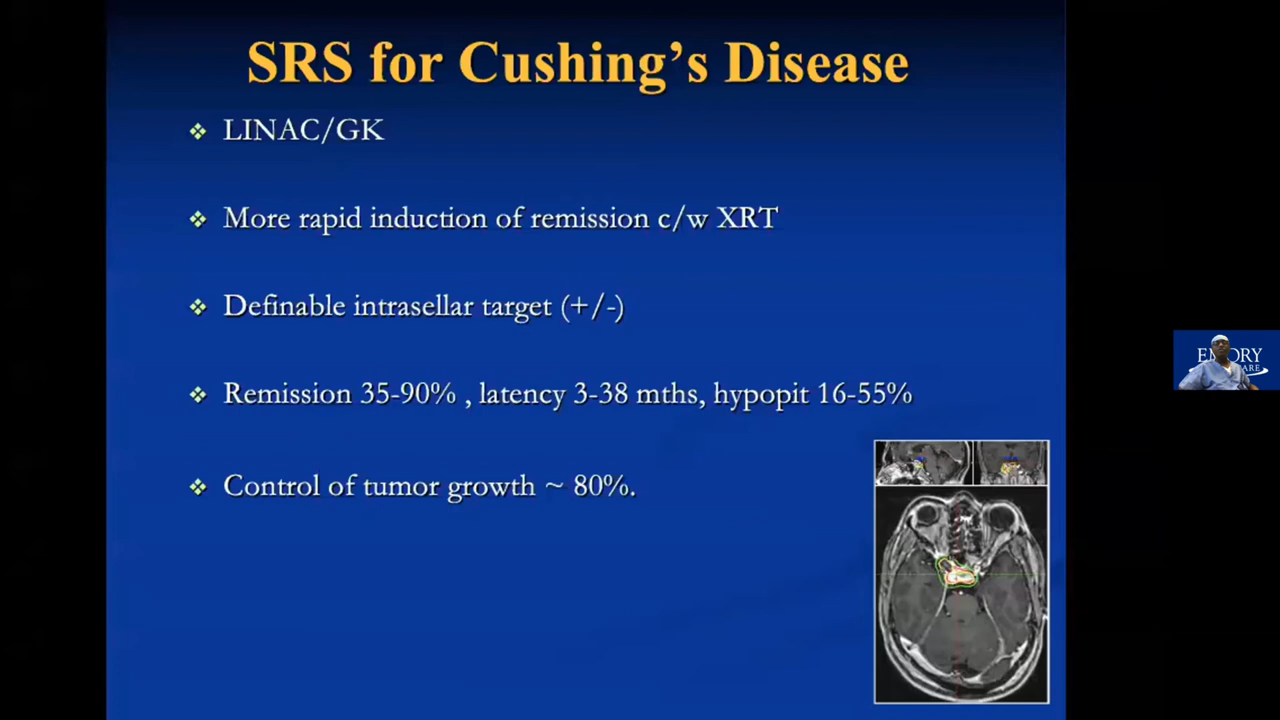 SRS for Cushing's Disease
❖ LINAC/GK
❖ More rapid induction of remission c/w XRT
❖ Definable intrasellar target (+/-)
❖ Remission 35-90% , latency 3-38 mths, hypopit 16-55%
❖ Control of tumor growth ~ 80%.